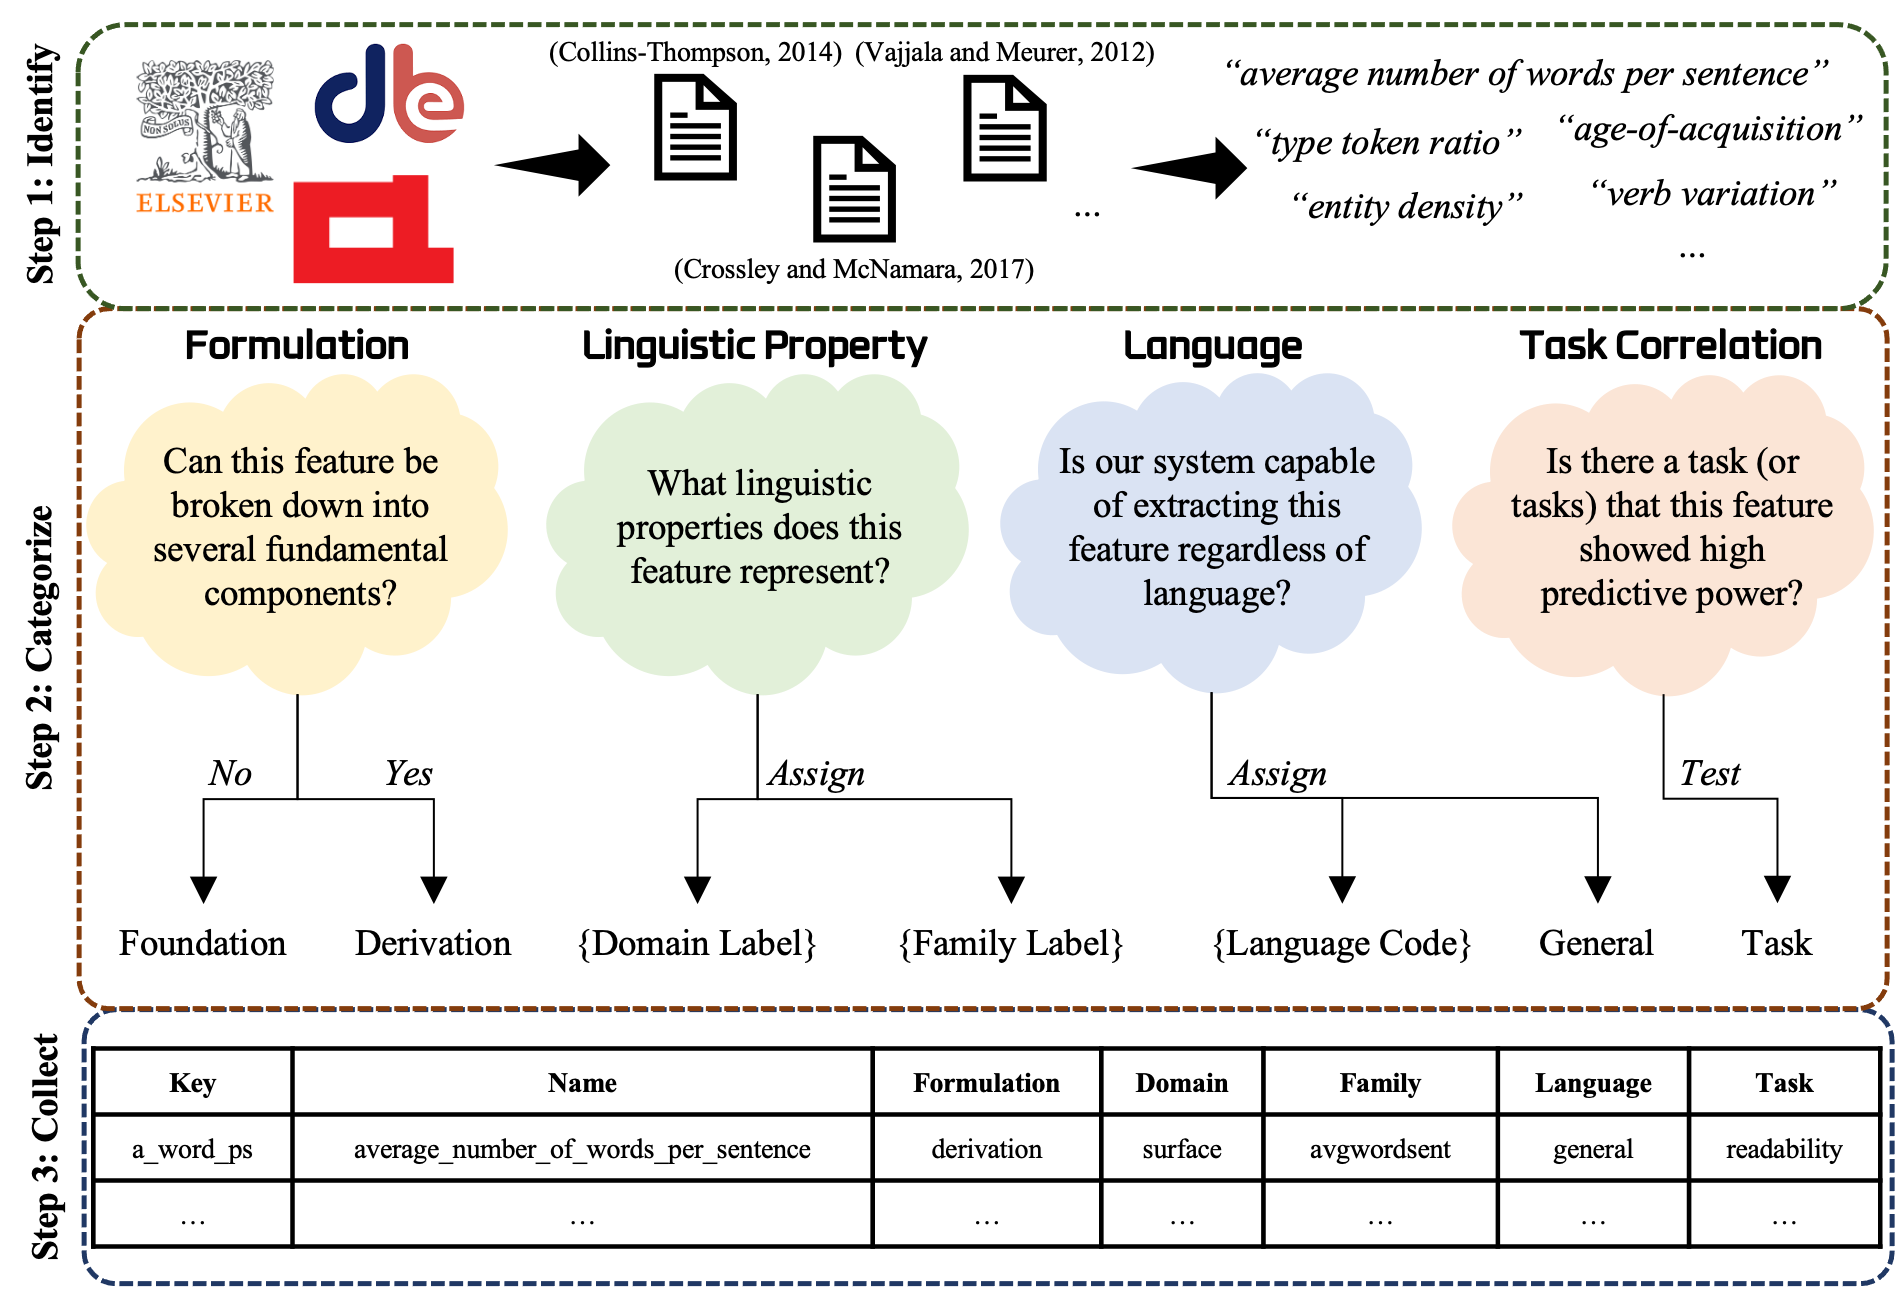 Step 1: Identify
NON SOLUS
ELSEVIER
(Collins-Thompson, 2014)
(Vajjala and Meurer, 2012)
(Crossley and McNamara, 2017)
...
“average number of words per sentence”
“type token ratio”
“age-of-acquisition”
“entity density”
“verb variation”
...
Step 2: Categorize
Formulation
Can this feature be
broken down into
several fundamental
components?
No
Yes
Foundation
Derivation
Linguistic Property
What linguistic
properties does this
feature represent?
Assign
{Domain Label}
{Family Label}
Language
Is our system capable
of extracting this
feature regardless of
language?
Assign
{Language Code}
General
Task Correlation
Is there a task (or
tasks) that this feature
showed high
predictive power?
Test
Task
Step 3: Collect
Key Name Formulation Domain Family Language Task
a_word_ps average_number_of_words_per_sentence derivation surface avgwordsent general readability
... ... ... ... ... ... ...